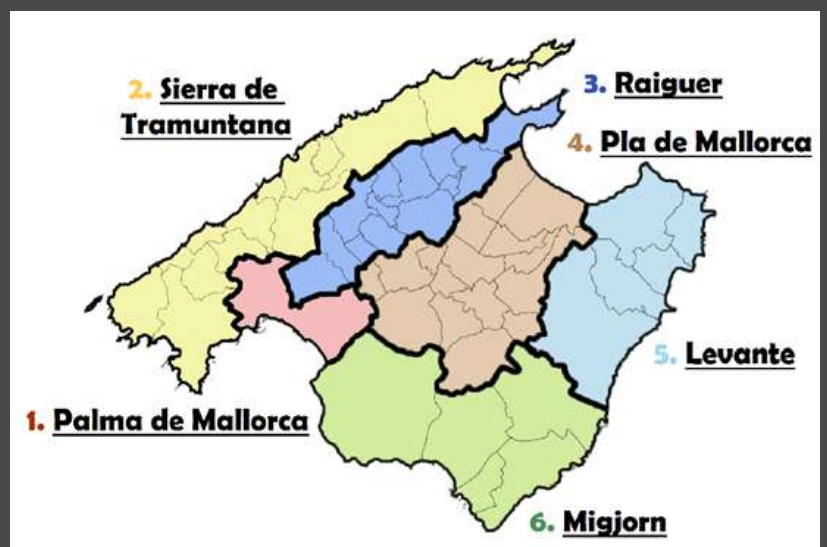 2. Sierra de
Tramuntana
3. Raiguer
4. Pla de Mallorca
5. Levante
1. Palma de Mallorca
6. Migjorn